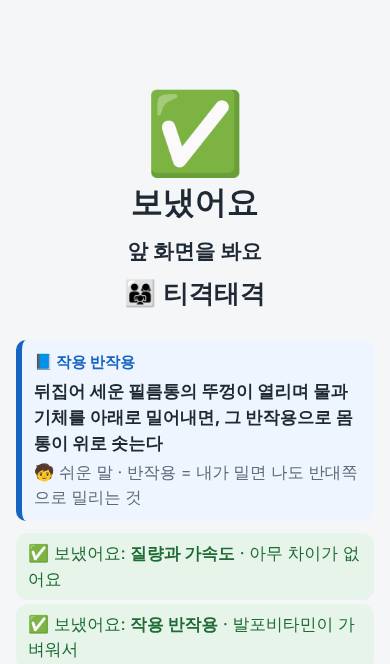 ✅
보냈어요
앞 화면을 봐요
👨‍👩‍👧 티격태격
📘 작용 반작용
뒤집어 세운 필름통의 뚜껑이 열리며 물과
기체를 아래로 밀어내면, 그 반작용으로 몸
통이 위로 솟는다
🧒 쉬운 말 · 반작용 = 내가 밀면 나도 반대쪽
으로 밀리는 것
✅ 보냈어요: 질량과 가속도 · 아무 차이가 없
어요
✅ 보냈어요: 작용 반작용 · 발포비타민이 가
벼워서